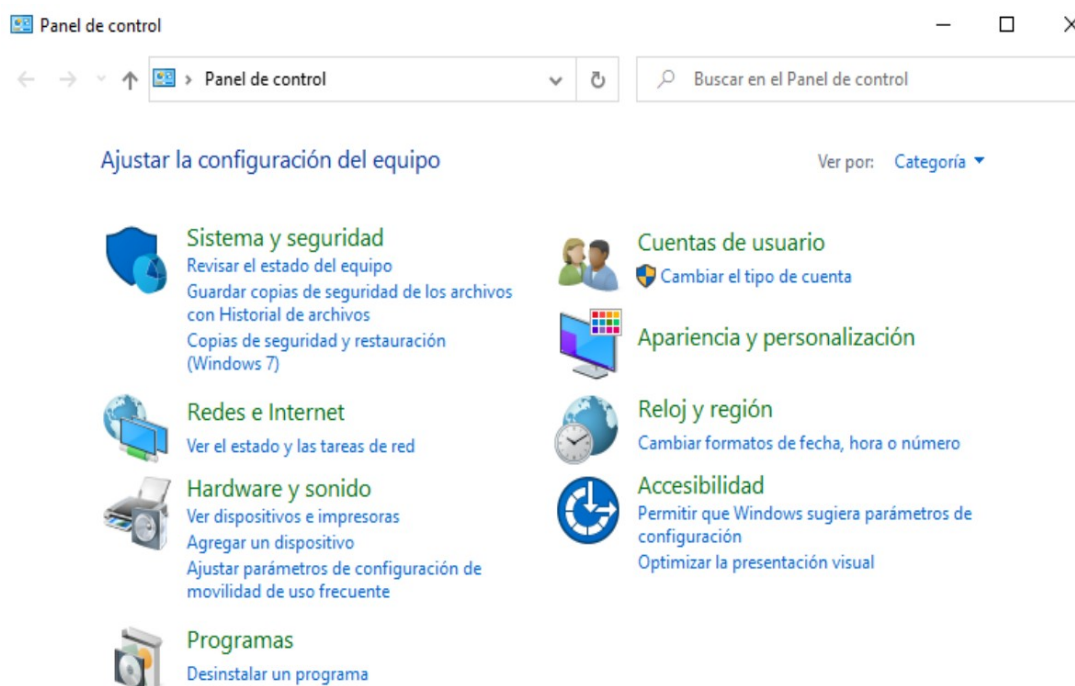 Panel de control
Panel de control
Buscar en el Panel de control
Ajustar la configuración del equipo
Ver por: Categoría
Sistema y seguridad
Revisar el estado del equipo
Guardar copias de seguridad de los archivos
con Historial de archivos
Copias de seguridad y restauración
(Windows 7)
Redes e Internet
Ver el estado y las tareas de red
Hardware y sonido
Ver dispositivos e impresoras
Agregar un dispositivo
Ajustar parámetros de configuración de
movilidad de uso frecuente
Programas
Desinstalar un programa
Cuentas de usuario
Cambiar el tipo de cuenta
Apariencia y personalización
Reloj y región
Cambiar formatos de fecha, hora o número
Accesibilidad
Permitir que Windows sugiera parámetros de
configuración
Optimizar la presentación visual